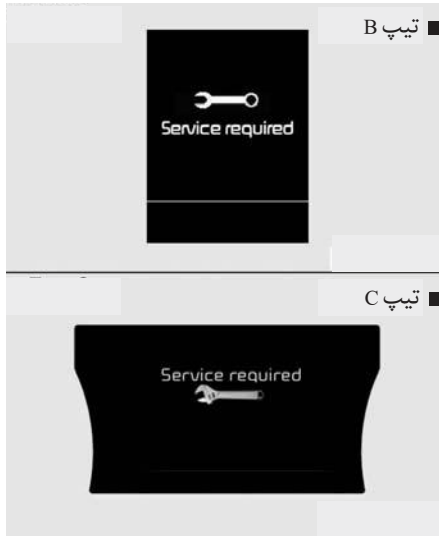 ■ تیپ B
Service required
■ تیپ C
Service required